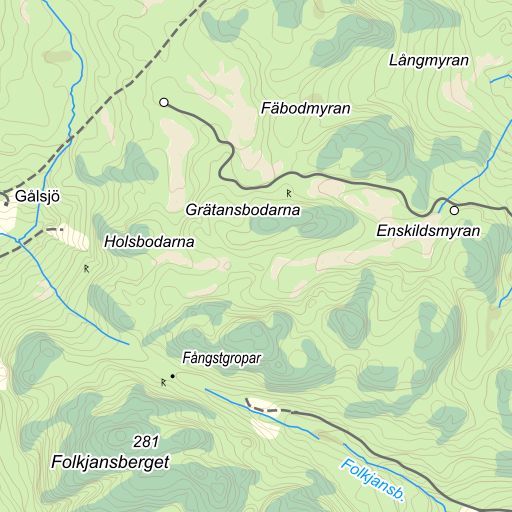 Långmyran
Fäbodmyran
Gålsjö
Grätansbodarna
Enskildsmyran
Holsbodarna
Fångstgropar
281
Folkjansberget
Folkjansb.